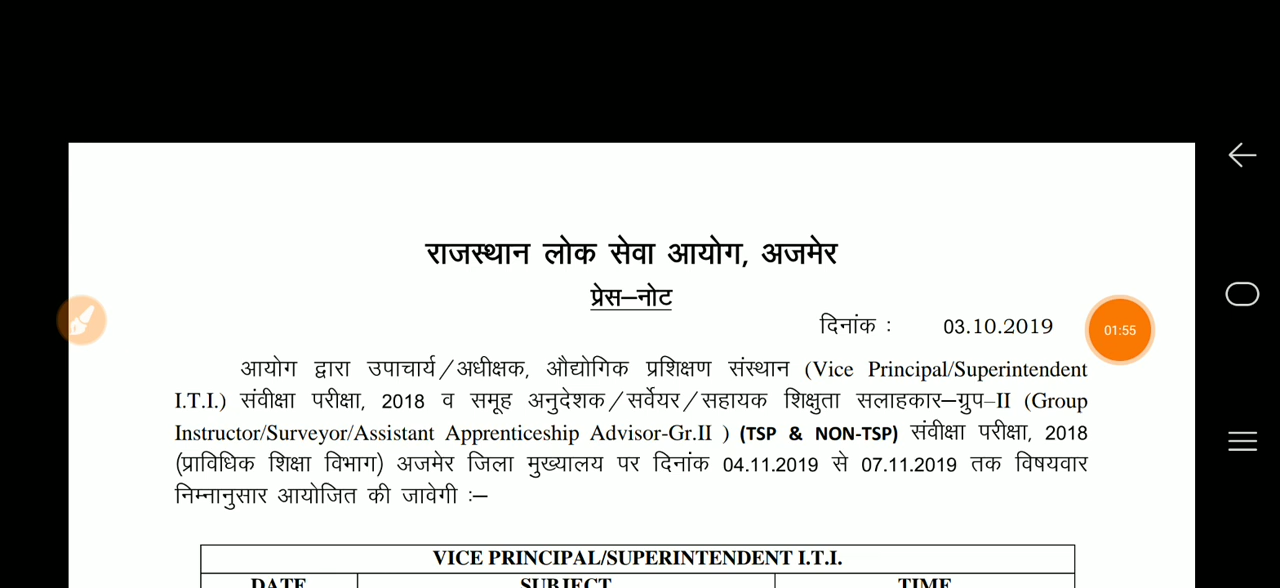 राजस्थान लोक सेवा आयोग, अजमेर
प्रेस–नोट
दिनांक : 03.10.2019
01:55
आयोग द्वारा उपाचार्य/अधीक्षक, औद्योगिक प्रशिक्षण संस्थान (Vice Principal/Superintendent
I.T.I.) संवीक्षा परीक्षा, 2018 व समूह अनुदेशक/सर्वेयर/सहायक शिक्षुता सलाहकार–ग्रुप–II (Group
Instructor/Surveyor/Assistant Apprenticeship Advisor-Gr.II ) (TSP & NON-TSP) संवीक्षा परीक्षा, 2018
(प्राविधिक शिक्षा विभाग) अजमेर जिला मुख्यालय पर दिनांक 04.11.2019 से 07.11.2019 तक विषयवार
निम्नानुसार आयोजित की जावेगी :–
VICE PRINCIPAL/SUPERINTENDENT I.T.I.
DATE SUBJECT TIME